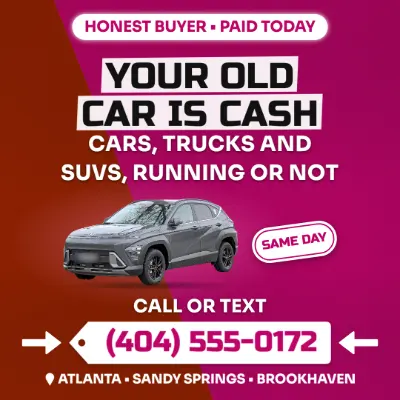 HONEST BUYER • PAID TODAY
YOUR OLD
CAR IS CASH
CARS, TRUCKS AND
SUVS, RUNNING OR NOT
SAME DAY
CALL OR TEXT
(404) 555-0172
ATLANTA • SANDY SPRINGS • BROOKHAVEN